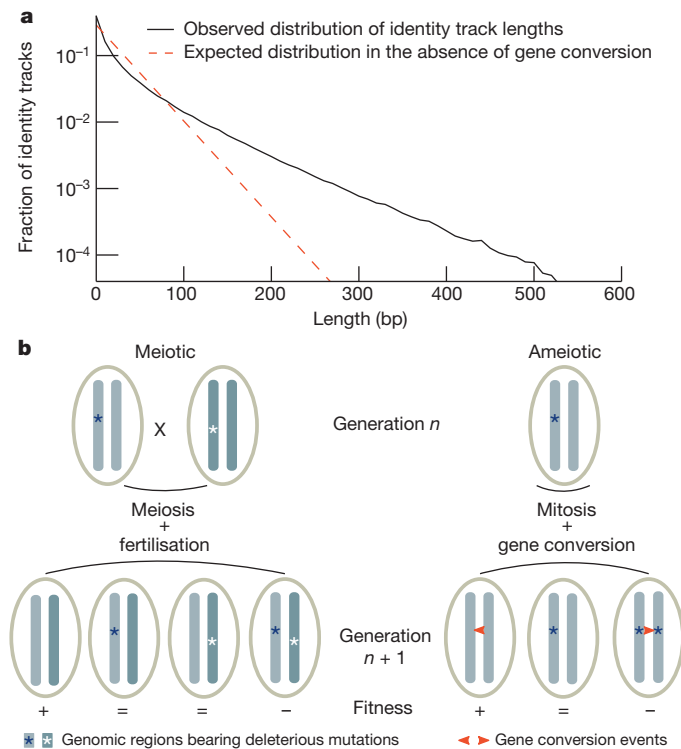 a
Observed distribution of identity track lengths
Expected distribution in the absence of gene conversion
Fraction of identity tracks
10⁻¹
10⁻²
10⁻³
10⁻⁴
0 100 200 300 400 500 600
Length (bp)
b
Meiotic
Ameiotic
* X *
Generation n
*
Meiosis
+
fertilisation
Mitosis
+
gene conversion
* * * *
Generation
n + 1
* * *
+ = = –
Fitness
+ = –
* * Genomic regions bearing deleterious mutations
Gene conversion events